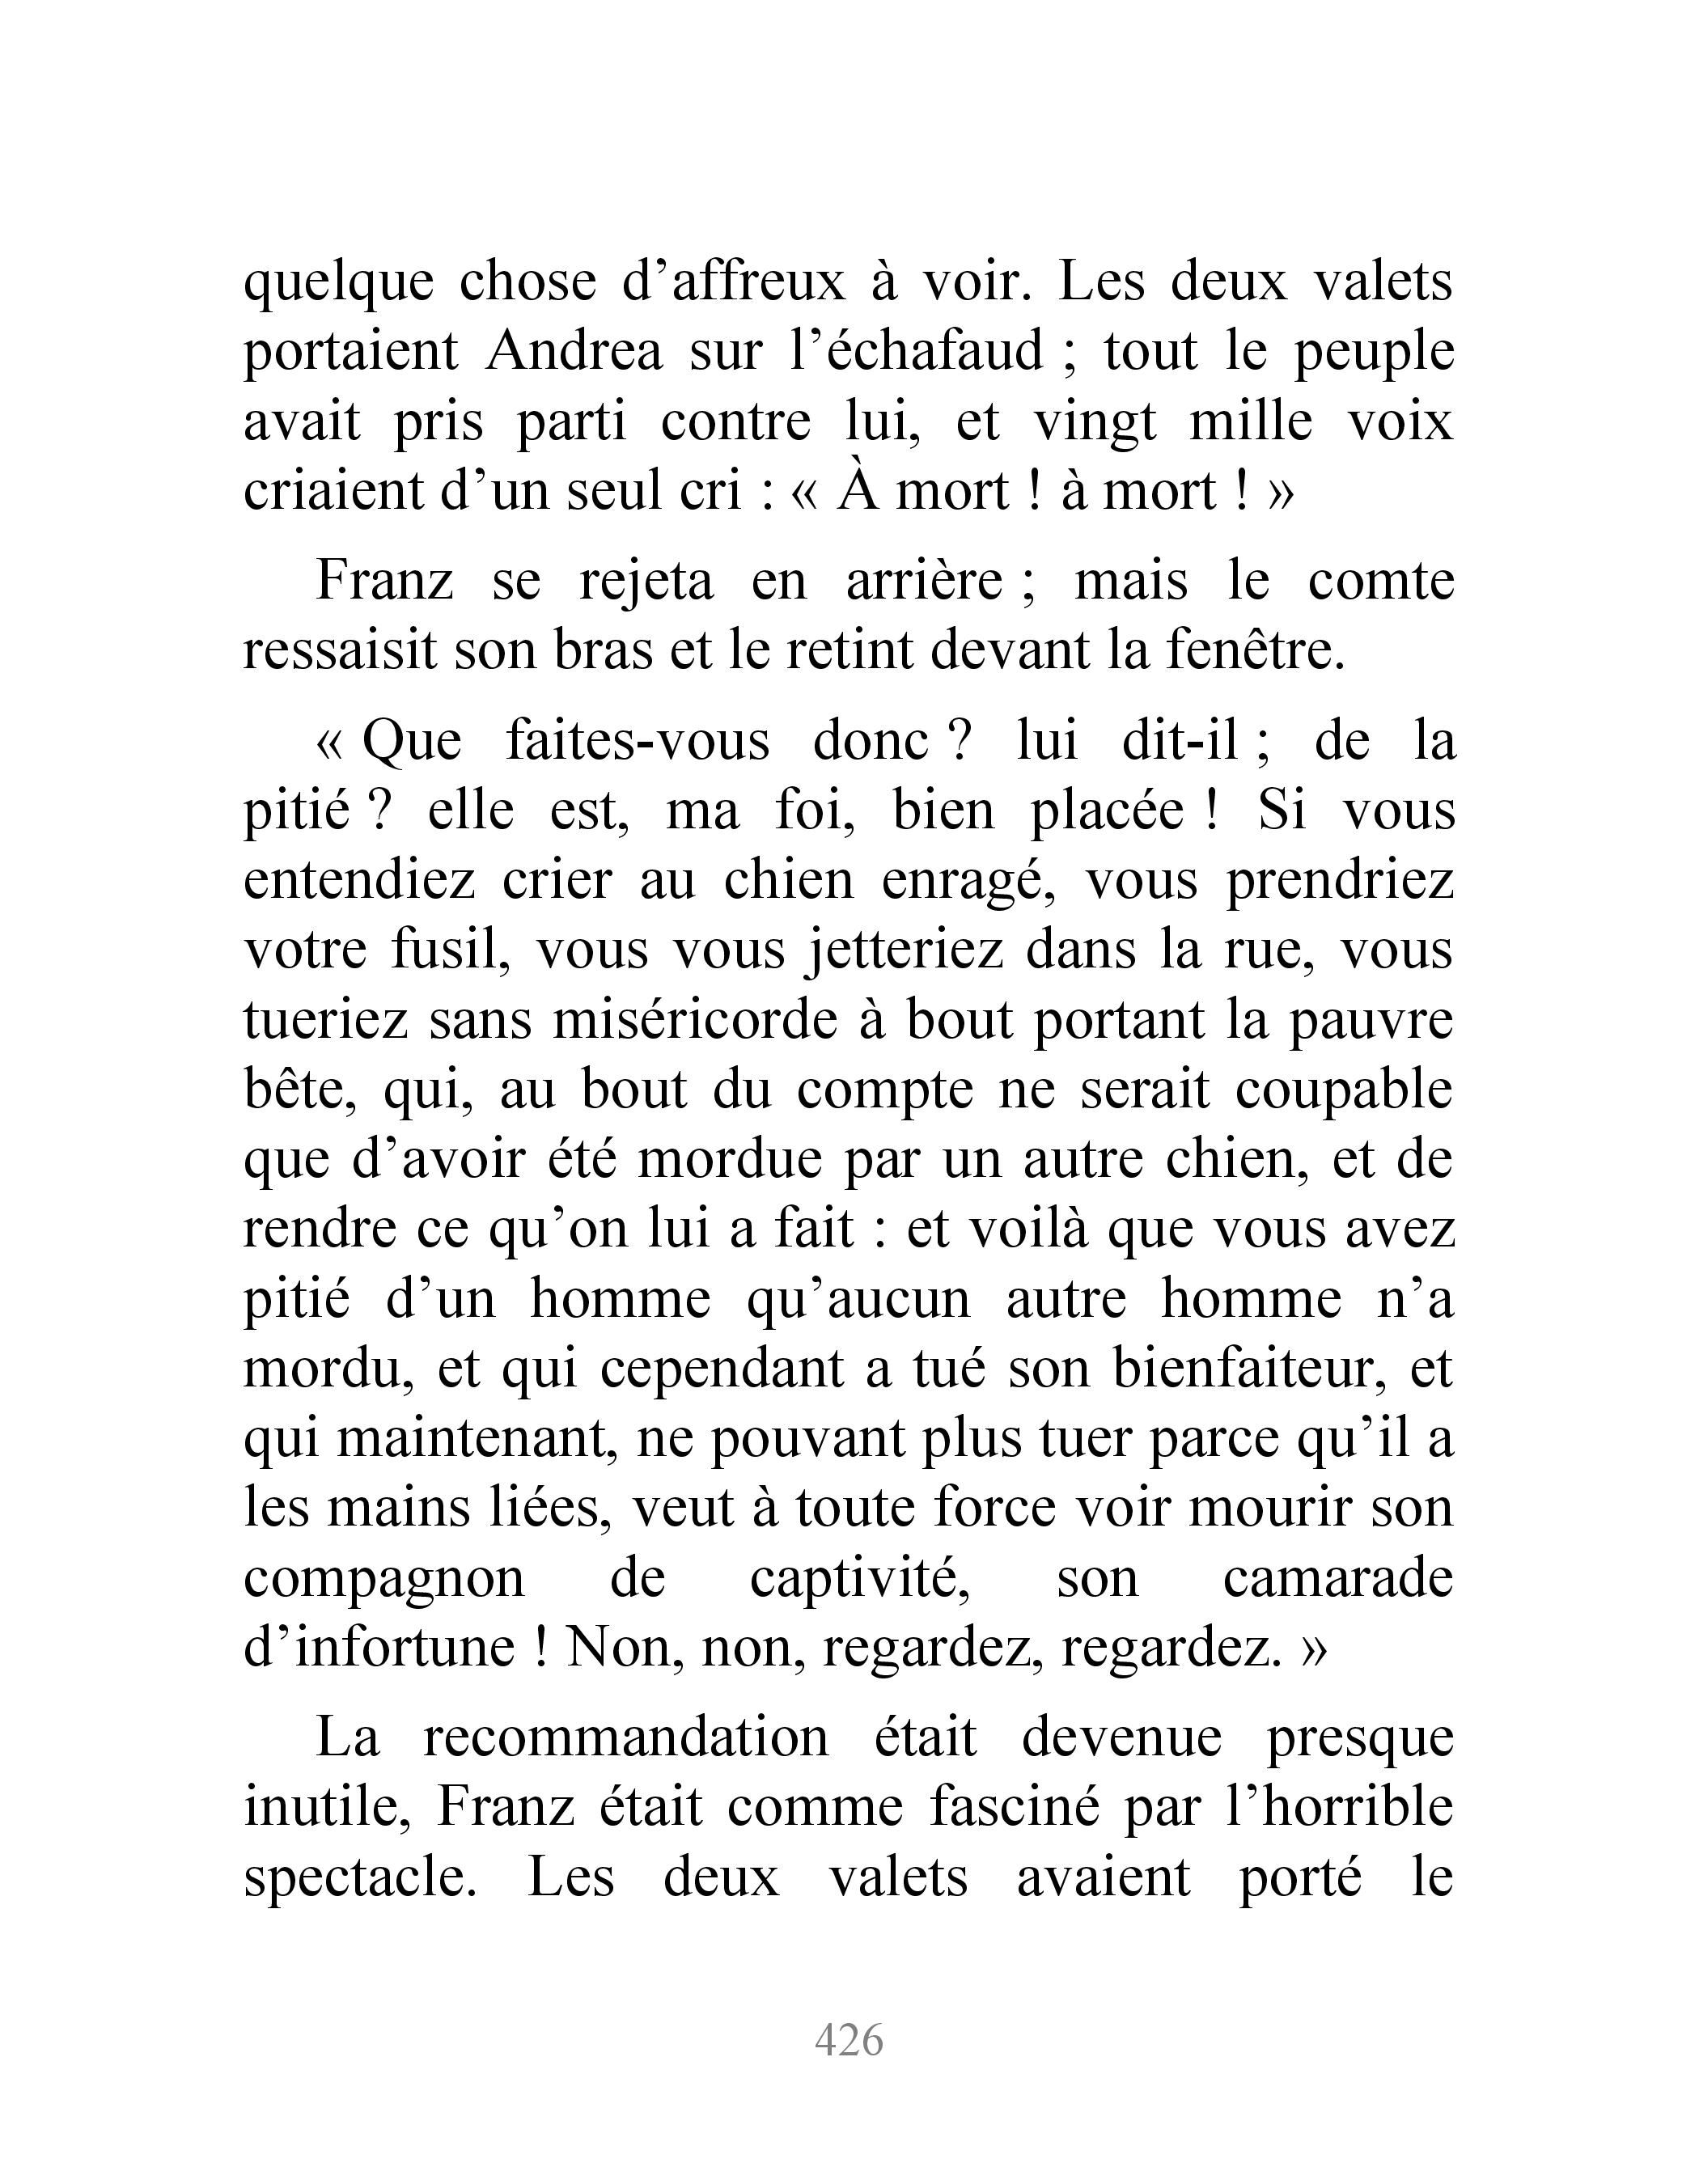 quelque chose d’affreux à voir. Les deux valets
portaient Andrea sur l’échafaud ; tout le peuple
avait pris parti contre lui, et vingt mille voix
criaient d’un seul cri : « À mort ! à mort ! »
Franz se rejeta en arrière ; mais le comte
ressaisit son bras et le retint devant la fenêtre.
« Que faites-vous donc ? lui dit-il ; de la
pitié ? elle est, ma foi, bien placée ! Si vous
entendiez crier au chien enragé, vous prendriez
votre fusil, vous vous jetteriez dans la rue, vous
tueriez sans miséricorde à bout portant la pauvre
bête, qui, au bout du compte ne serait coupable
que d’avoir été mordue par un autre chien, et de
rendre ce qu’on lui a fait : et voilà que vous avez
pitié d’un homme qu’aucun autre homme n’a
mordu, et qui cependant a tué son bienfaiteur, et
qui maintenant, ne pouvant plus tuer parce qu’il a
les mains liées, veut à toute force voir mourir son
compagnon de captivité, son camarade
d’infortune ! Non, non, regardez, regardez. »
La recommandation était devenue presque
inutile, Franz était comme fasciné par l’horrible
spectacle. Les deux valets avaient porté le
426